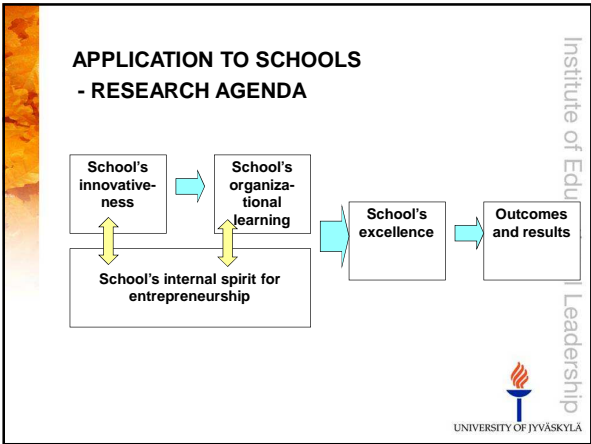 APPLICATION TO SCHOOLS
- RESEARCH AGENDA
School's
innovative-
ness
School's
organiza-
tional
learning
School's
excellence
Outcomes
and results
School's internal spirit for
entrepreneurship
Institute of Edu
l Leadership
UNIVERSITY OF JYVÄSKYLÄ